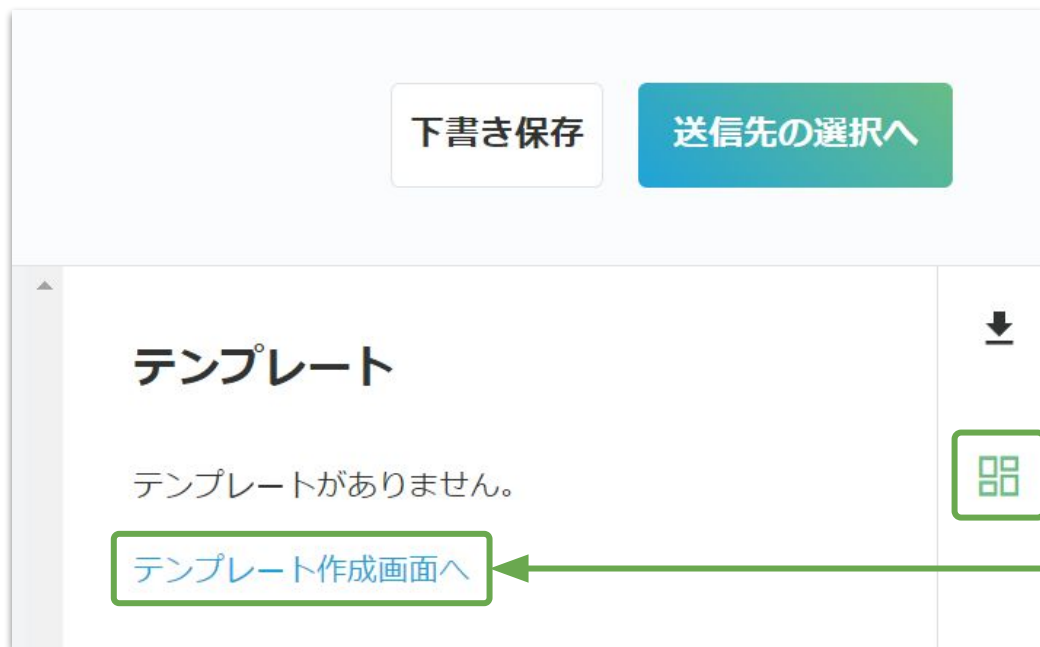 下書き保存
送信先の選択へ
テンプレート
テンプレートがありません。
テンプレート作成画面へ